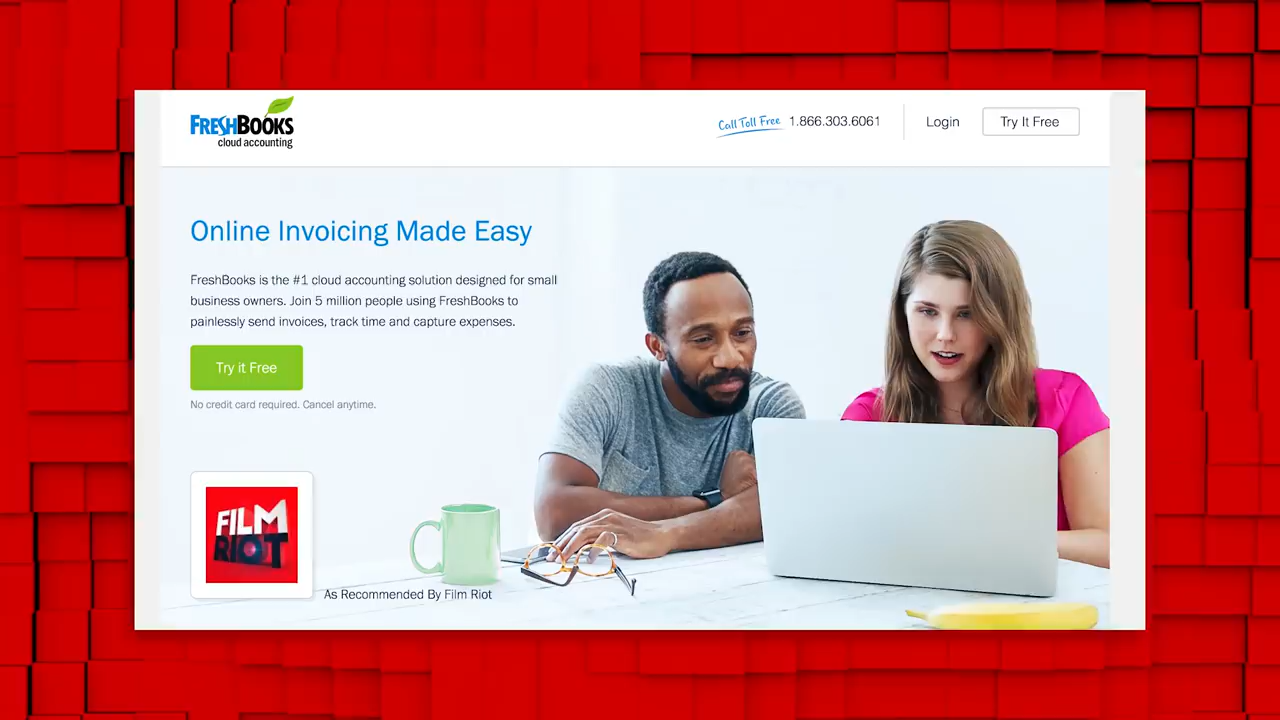 FRESHBOOKS
cloud accounting
Call Toll Free 1.866.303.6061
Login
Try It Free
Online Invoicing Made Easy
FreshBooks is the #1 cloud accounting solution designed for small
business owners. Join 5 million people using FreshBooks to
painlessly send invoices, track time and capture expenses.
Try it Free
No credit card required. Cancel anytime.
FILM
RIOT
As Recommended By Film Riot